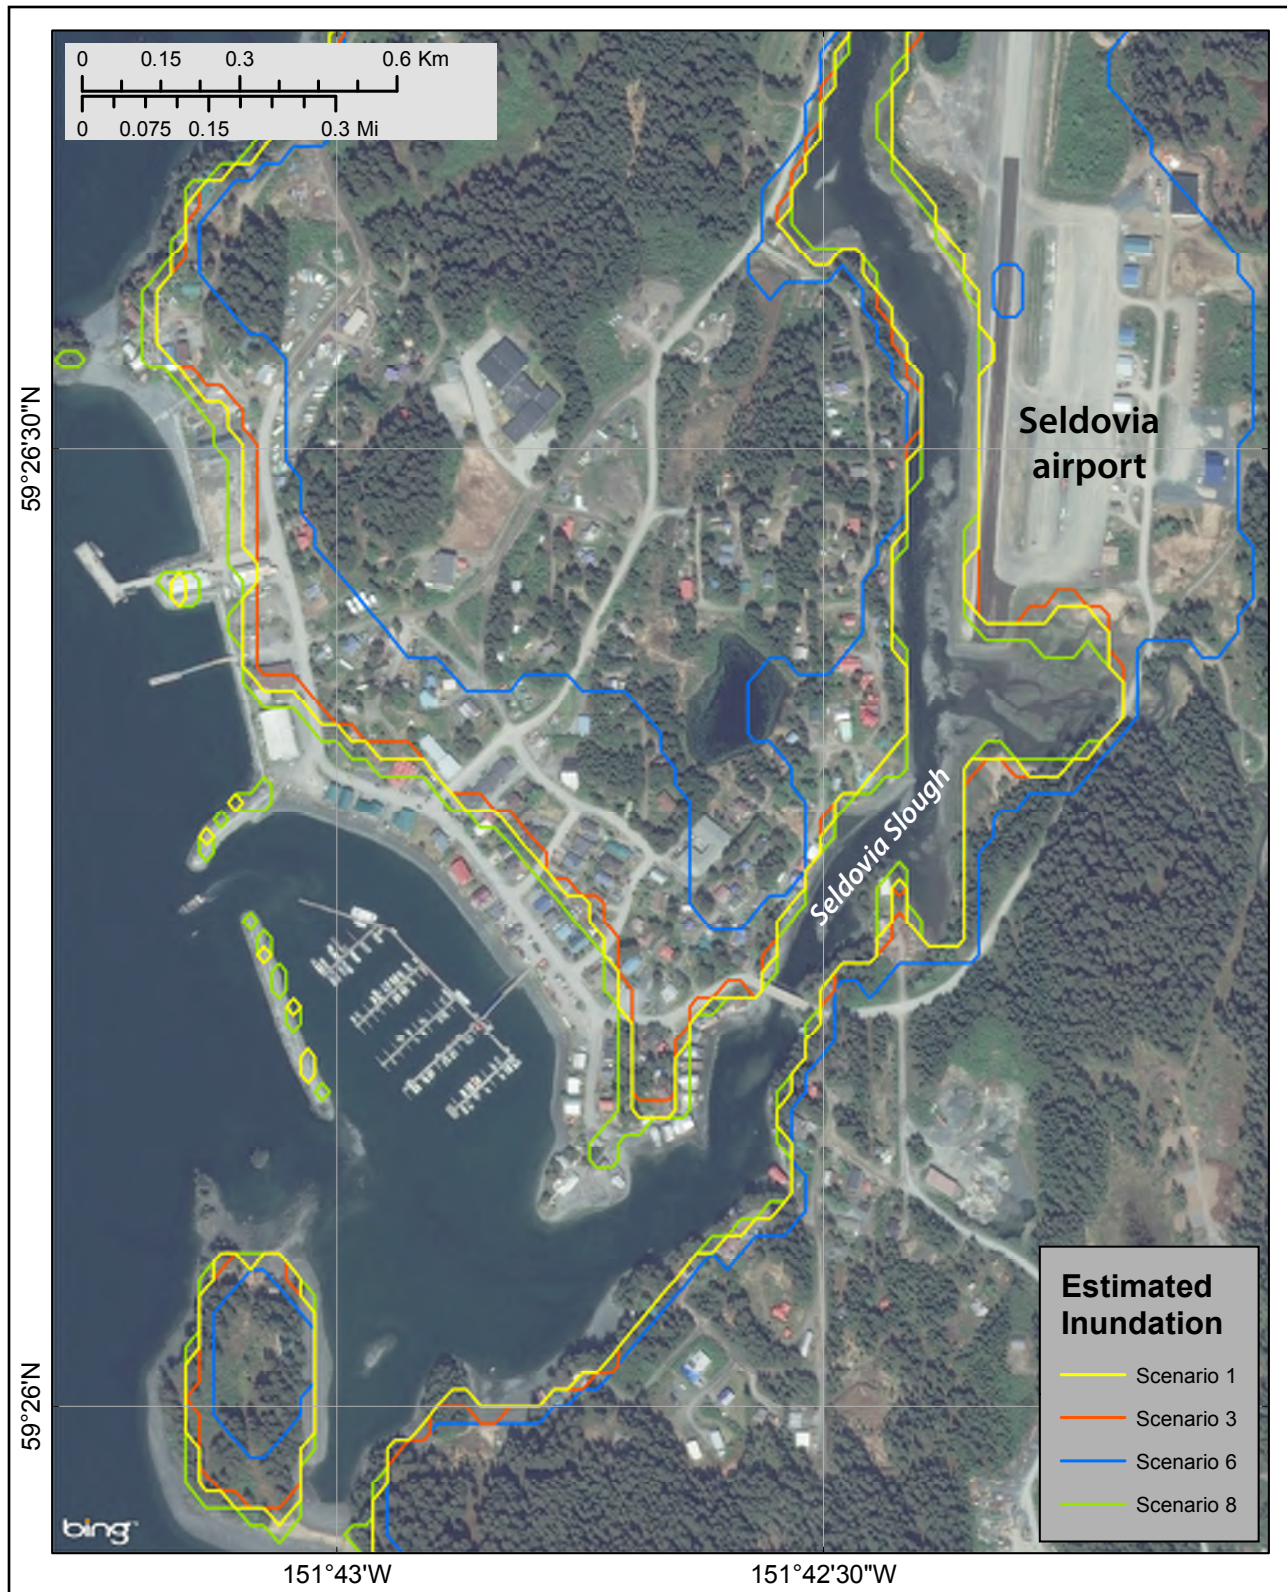 0 0.15 0.3 0.6 Km
0 0.075 0.15 0.3 Mi
59°26'30"N
Seldovia
airport
Seldovia Slough
Estimated
Inundation
Scenario 1
Scenario 3
Scenario 6
Scenario 8
59°26'N
bing™
151°43'W 151°42'30"W